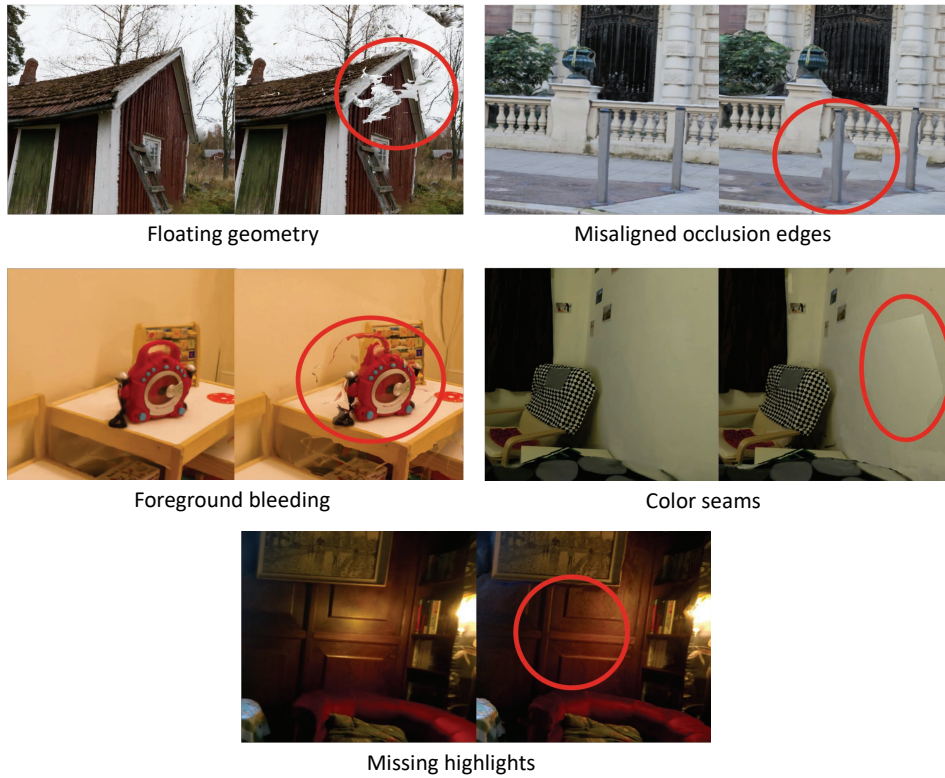 Floating geometry
Misaligned occlusion edges
Foreground bleeding
Color seams
Missing highlights